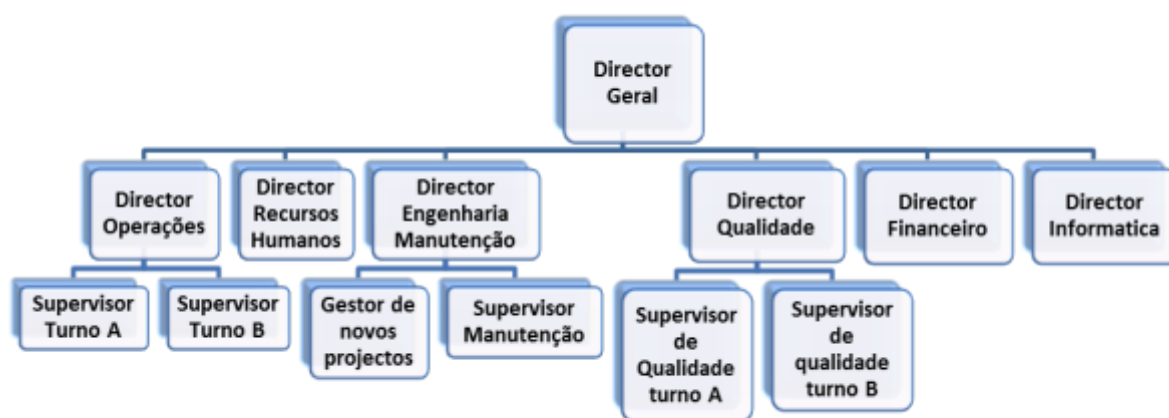 Director
Geral
Director
Operações
Director
Recursos
Humanos
Director
Engenharia
Manutenção
Director
Qualidade
Director
Financeiro
Director
Informatica
Supervisor
Turno A
Supervisor
Turno B
Gestor de
novos
projectos
Supervisor
Manutenção
Supervisor
de
Qualidade
turno A
Supervisor
de
qualidade
turno B